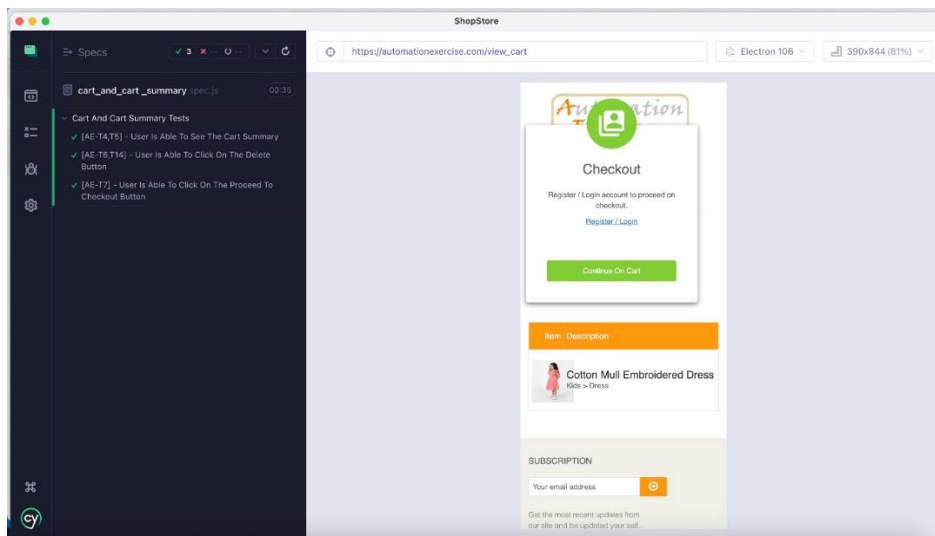 ShopStore
Specs
3 -- --
https://automationexercise.com/view_cart
Electron 106
390x844 (81%)
cart_and_cart _summary.spec.js
00:35
Cart And Cart Summary Tests
[AE-T4,T5] - User Is Able To See The Cart Summary
[AE-T6,T14] - User Is Able To Click On The Delete
Button
[AE-T7] - User Is Able To Click On The Proceed To
Checkout Button
Checkout
Register / Login account to proceed on
checkout.
Register / Login
Continue On Cart
Item Description
Cotton Mull Embroidered Dress
Kids > Dress
SUBSCRIPTION
Your email address
Get the most recent updates from
our site and be updated your self...
cy